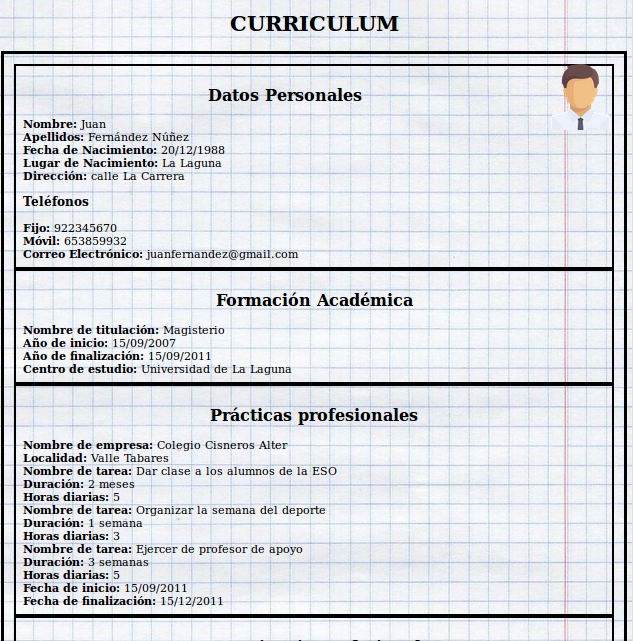 CURRICULUM
Datos Personales
Nombre: Juan
Apellidos: Fernández Núñez
Fecha de Nacimiento: 20/12/1988
Lugar de Nacimiento: La Laguna
Dirección: calle La Carrera
Teléfonos
Fijo: 922345670
Móvil: 653859932
Correo Electrónico: juanfernandez@gmail.com
Formación Académica
Nombre de titulación: Magisterio
Año de inicio: 15/09/2007
Año de finalización: 15/09/2011
Centro de estudio: Universidad de La Laguna
Prácticas profesionales
Nombre de empresa: Colegio Cisneros Alter
Localidad: Valle Tabares
Nombre de tarea: Dar clase a los alumnos de la ESO
Duración: 2 meses
Horas diarias: 5
Nombre de tarea: Organizar la semana del deporte
Duración: 1 semana
Horas diarias: 3
Nombre de tarea: Ejercer de profesor de apoyo
Duración: 3 semanas
Horas diarias: 5
Fecha de inicio: 15/09/2011
Fecha de finalización: 15/12/2011